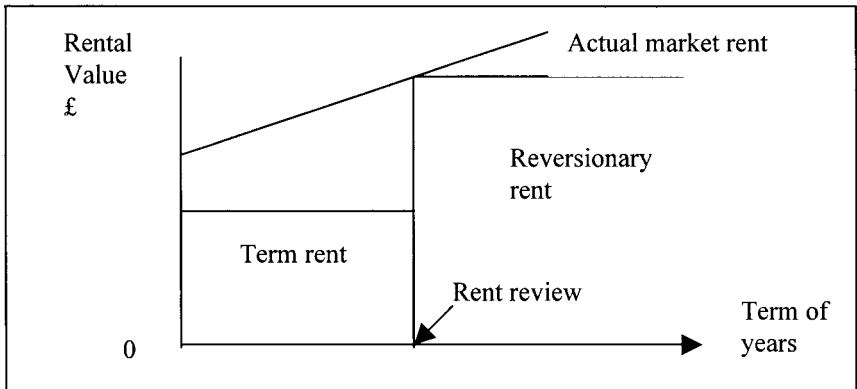 Rental
Value
£
Actual market rent
Reversionary
rent
Term rent
Rent review
Term of
years
0